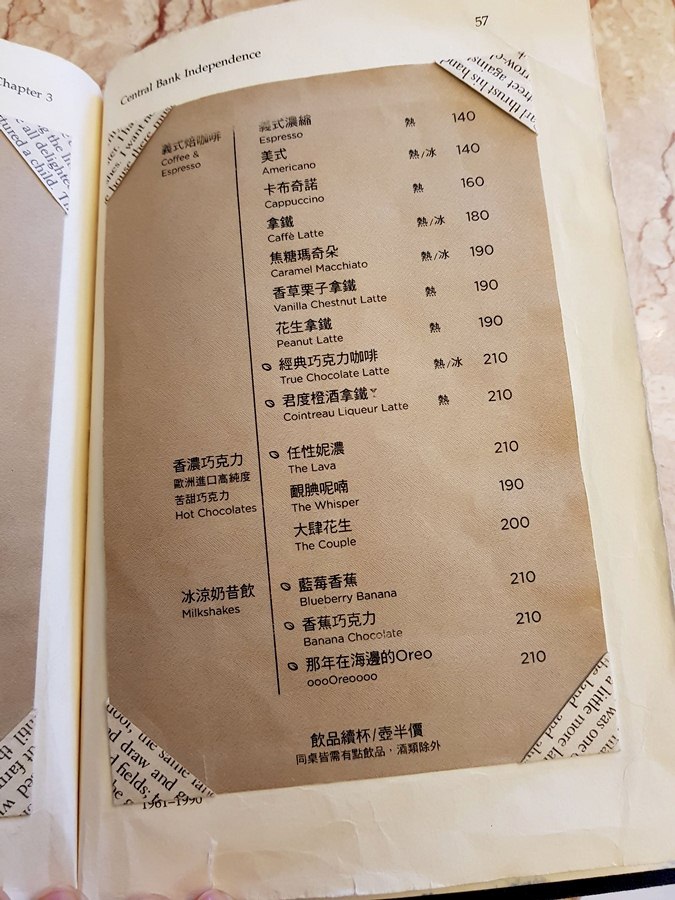 57
Chapter 3
Central Bank Independence
義式焙咖啡
Coffee &
Espresso
義式濃縮 熱 140
Espresso
美式 熱/冰 140
Americano
卡布奇諾 熱 160
Cappuccino
拿鐵 熱/冰 180
Caffè Latte
焦糖瑪奇朵 熱/冰 190
Caramel Macchiato
香草栗子拿鐵 熱 190
Vanilla Chestnut Latte
花生拿鐵 熱 190
Peanut Latte
經典巧克力咖啡 熱/冰 210
True Chocolate Latte
君度橙酒拿鐵 熱 210
Cointreau Liqueur Latte
香濃巧克力
歐洲進口高純度
苦甜巧克力
Hot Chocolates
任性妮濃 210
The Lava
靦腆呢喃 190
The Whisper
大肆花生 200
The Couple
冰涼奶昔飲
Milkshakes
藍莓香蕉 210
Blueberry Banana
香蕉巧克力 210
Banana Chocolate
那年在海邊的Oreo 210
oooOreoooo
飲品續杯/壺半價
同桌皆需有點飲品，酒類除外
1961–1990